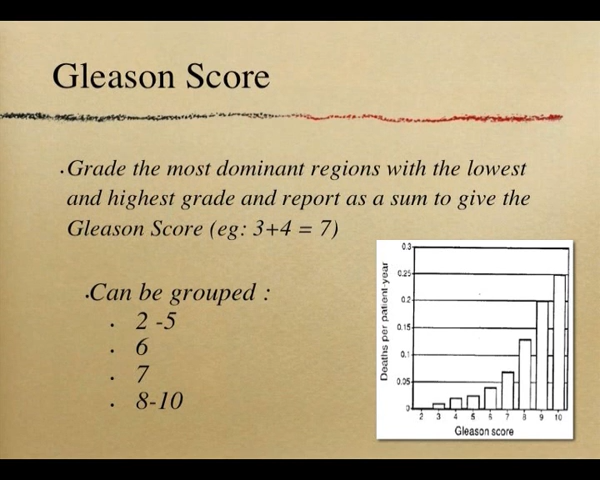 Gleason Score
Grade the most dominant regions with the lowest
and highest grade and report as a sum to give the
Gleason Score (eg: 3+4 = 7)
Can be grouped :
2 -5
6
7
8-10
Deaths per patient-year
0.3
0.25
0.2
0.15
0.1
0.05
0
2 3 4 5 6 7 8 9 10
Gleason score